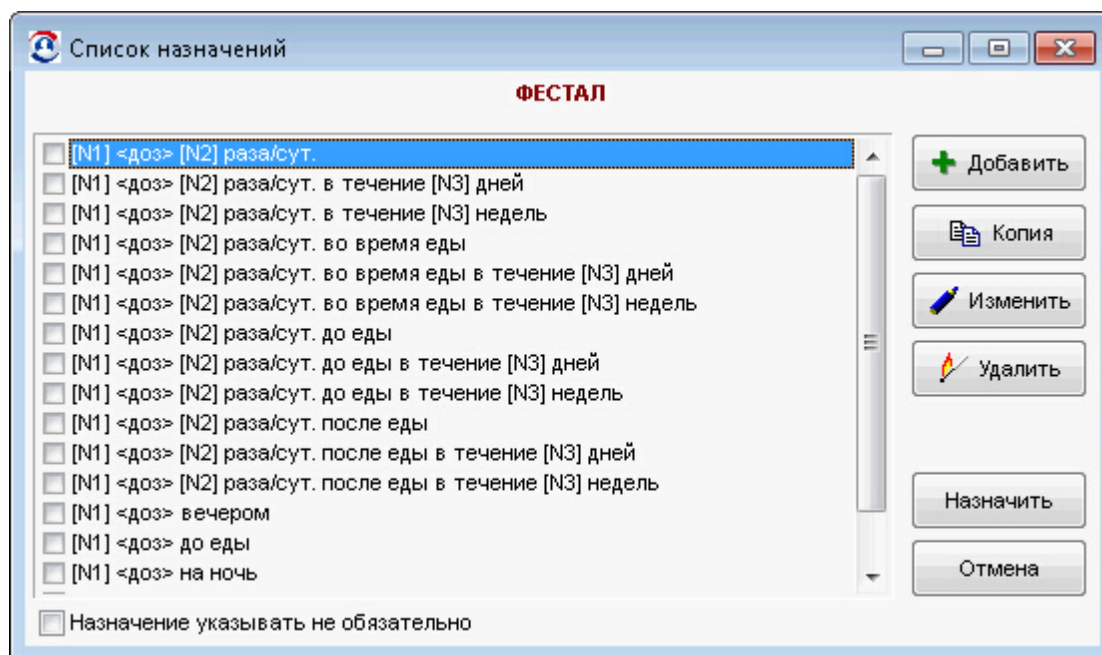 Список назначений
ФЕСТАЛ
[N1] <доз> [N2] раза/сут.
[N1] <доз> [N2] раза/сут. в течение [N3] дней
[N1] <доз> [N2] раза/сут. в течение [N3] недель
[N1] <доз> [N2] раза/сут. во время еды
[N1] <доз> [N2] раза/сут. во время еды в течение [N3] дней
[N1] <доз> [N2] раза/сут. во время еды в течение [N3] недель
[N1] <доз> [N2] раза/сут. до еды
[N1] <доз> [N2] раза/сут. до еды в течение [N3] дней
[N1] <доз> [N2] раза/сут. до еды в течение [N3] недель
[N1] <доз> [N2] раза/сут. после еды
[N1] <доз> [N2] раза/сут. после еды в течение [N3] дней
[N1] <доз> [N2] раза/сут. после еды в течение [N3] недель
[N1] <доз> вечером
[N1] <доз> до еды
[N1] <доз> на ночь
Назначение указывать не обязательно
Добавить
Копия
Изменить
Удалить
Назначить
Отмена